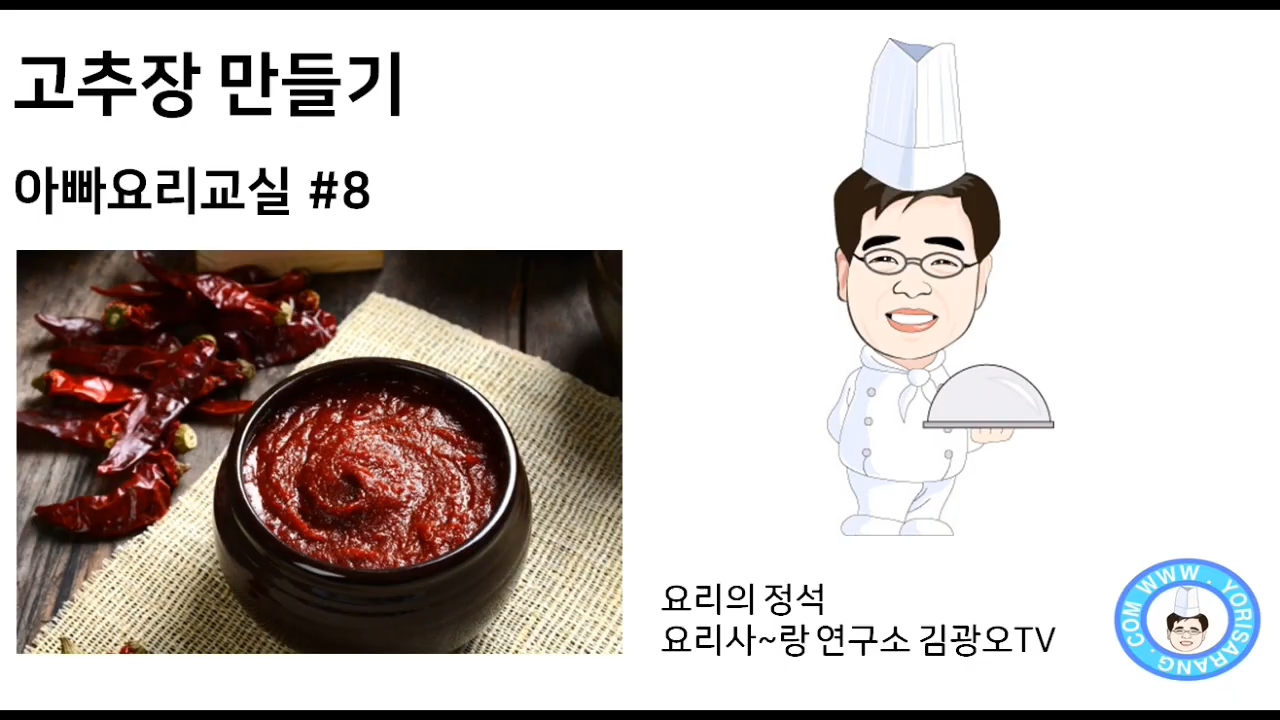 고추장 만들기
아빠요리교실 #8
요리의 정석
요리사~랑 연구소 김광오TV
WWW.YORISARANG.COM